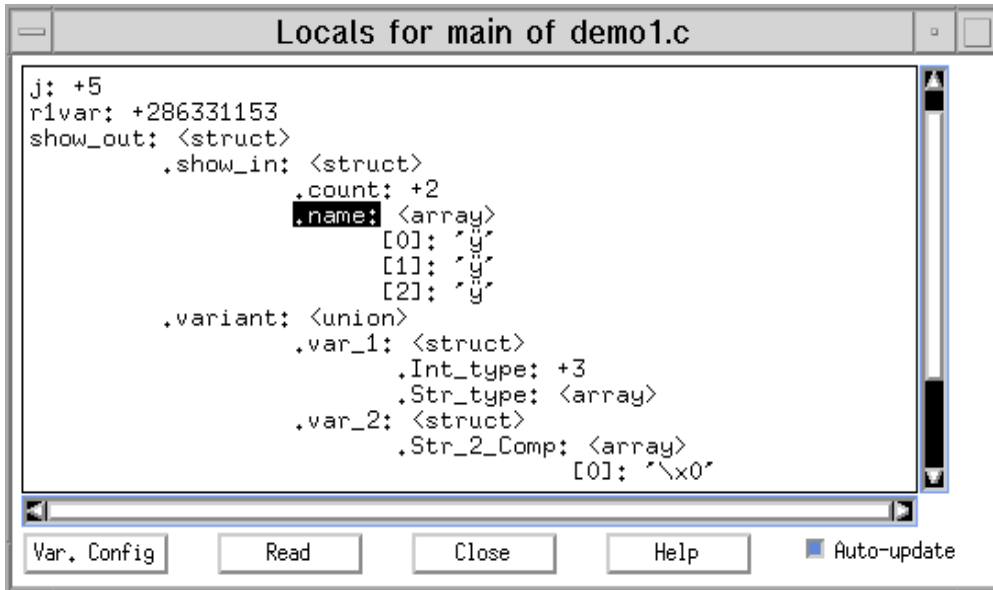 Locals for main of demo1.c
j: +5
r1var: +286331153
show_out: <struct>
.show_in: <struct>
.count: +2
.name: <array>
[0]: 'ÿ'
[1]: 'ÿ'
[2]: 'ÿ'
.variant: <union>
.var_1: <struct>
.Int_type: +3
.Str_type: <array>
.var_2: <struct>
.Str_2_Comp: <array>
[0]: '\x0'
Var. Config Read Close Help Auto-update